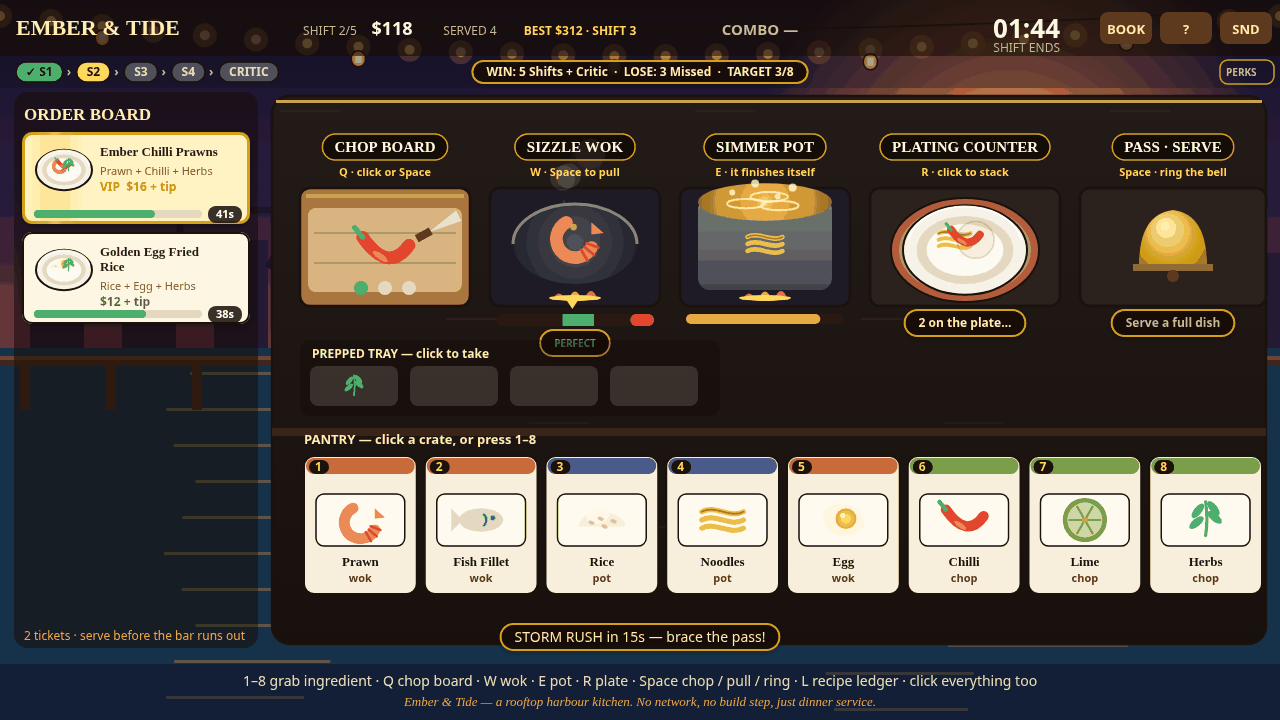 EMBER & TIDE
SHIFT 2/5
$118
SERVED 4
BEST $312 · SHIFT 3
COMBO —
01:44
SHIFT ENDS
BOOK
?
SND
✓ S1 › S2 › S3 › S4 › CRITIC
WIN: 5 Shifts + Critic · LOSE: 3 Missed · TARGET 3/8
PERKS
ORDER BOARD
Ember Chilli Prawns
Prawn + Chilli + Herbs
VIP $16 + tip
41s
Golden Egg Fried
Rice
Rice + Egg + Herbs
$12 + tip
38s
2 tickets · serve before the bar runs out
CHOP BOARD
Q · click or Space
SIZZLE WOK
W · Space to pull
SIMMER POT
E · it finishes itself
PLATING COUNTER
R · click to stack
PASS · SERVE
Space · ring the bell
PERFECT
2 on the plate…
Serve a full dish
PREPPED TRAY — click to take
PANTRY — click a crate, or press 1–8
1
Prawn
wok
2
Fish Fillet
wok
3
Rice
pot
4
Noodles
pot
5
Egg
wok
6
Chilli
chop
7
Lime
chop
8
Herbs
chop
STORM RUSH in 15s — brace the pass!
1–8 grab ingredient · Q chop board · W wok · E pot · R plate · Space chop / pull / ring · L recipe ledger · click everything too
Ember & Tide — a rooftop harbour kitchen. No network, no build step, just dinner service.